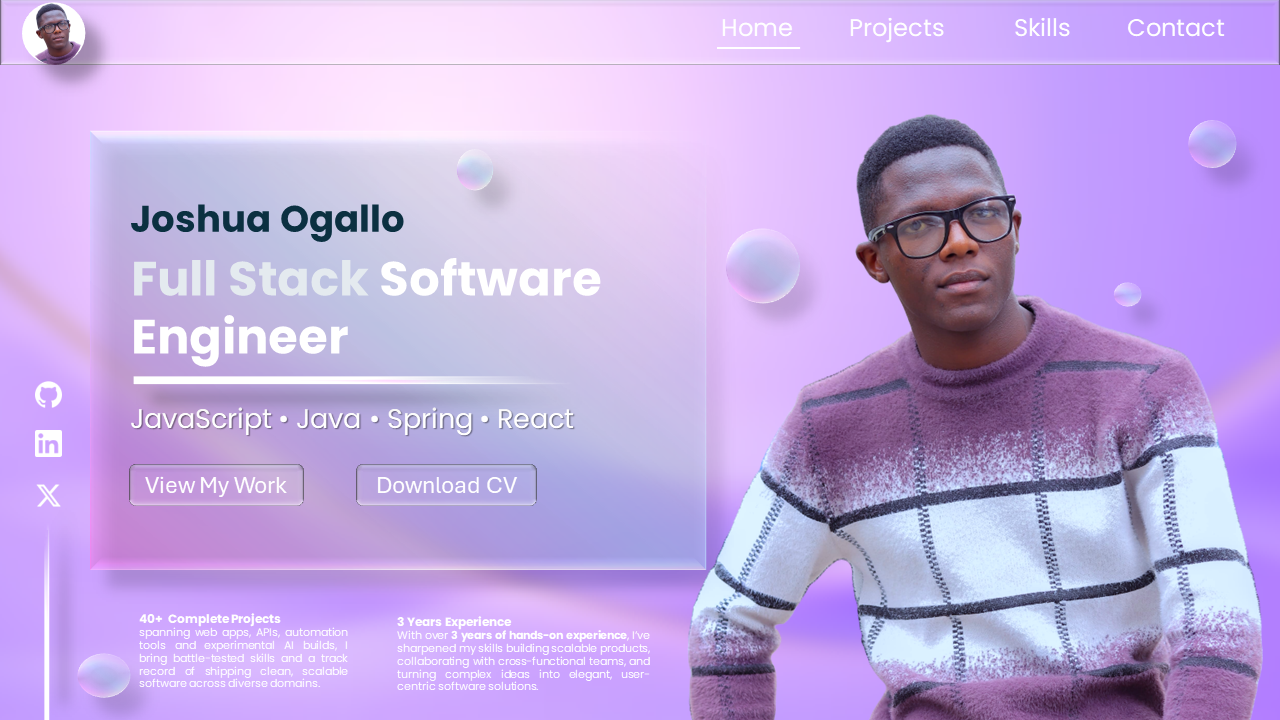 Home Projects Skills Contact
Joshua Ogallo
Full Stack Software
Engineer
JavaScript • Java • Spring • React
View My Work Download CV
40+ Complete Projects
spanning web apps, APIs, automation
tools and experimental AI builds, I
bring battle-tested skills and a track
record of shipping clean, scalable
software across diverse domains.
3 Years Experience
With over 3 years of hands-on experience, I've
sharpened my skills building scalable products,
collaborating with cross-functional teams, and
turning complex ideas into elegant, user-
centric software solutions.